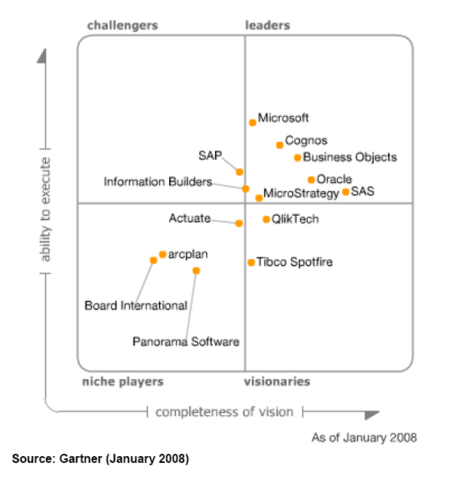 challengers
leaders
Microsoft
Cognos
SAP
Business Objects
Information Builders
Oracle
MicroStrategy
SAS
Actuate
QlikTech
arcplan
Tibco Spotfire
Board International
Panorama Software
niche players
visionaries
ability to execute
completeness of vision
As of January 2008
Source: Gartner (January 2008)